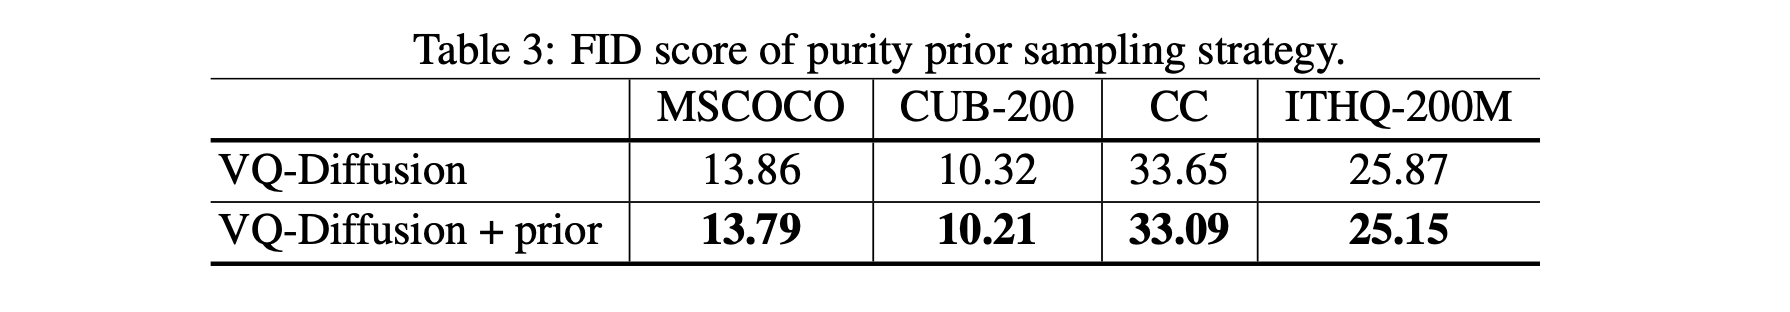 Table 3: FID score of purity prior sampling strategy.
MSCOCO CUB-200 CC ITHQ-200M
VQ-Diffusion 13.86 10.32 33.65 25.87
VQ-Diffusion + prior 13.79 10.21 33.09 25.15